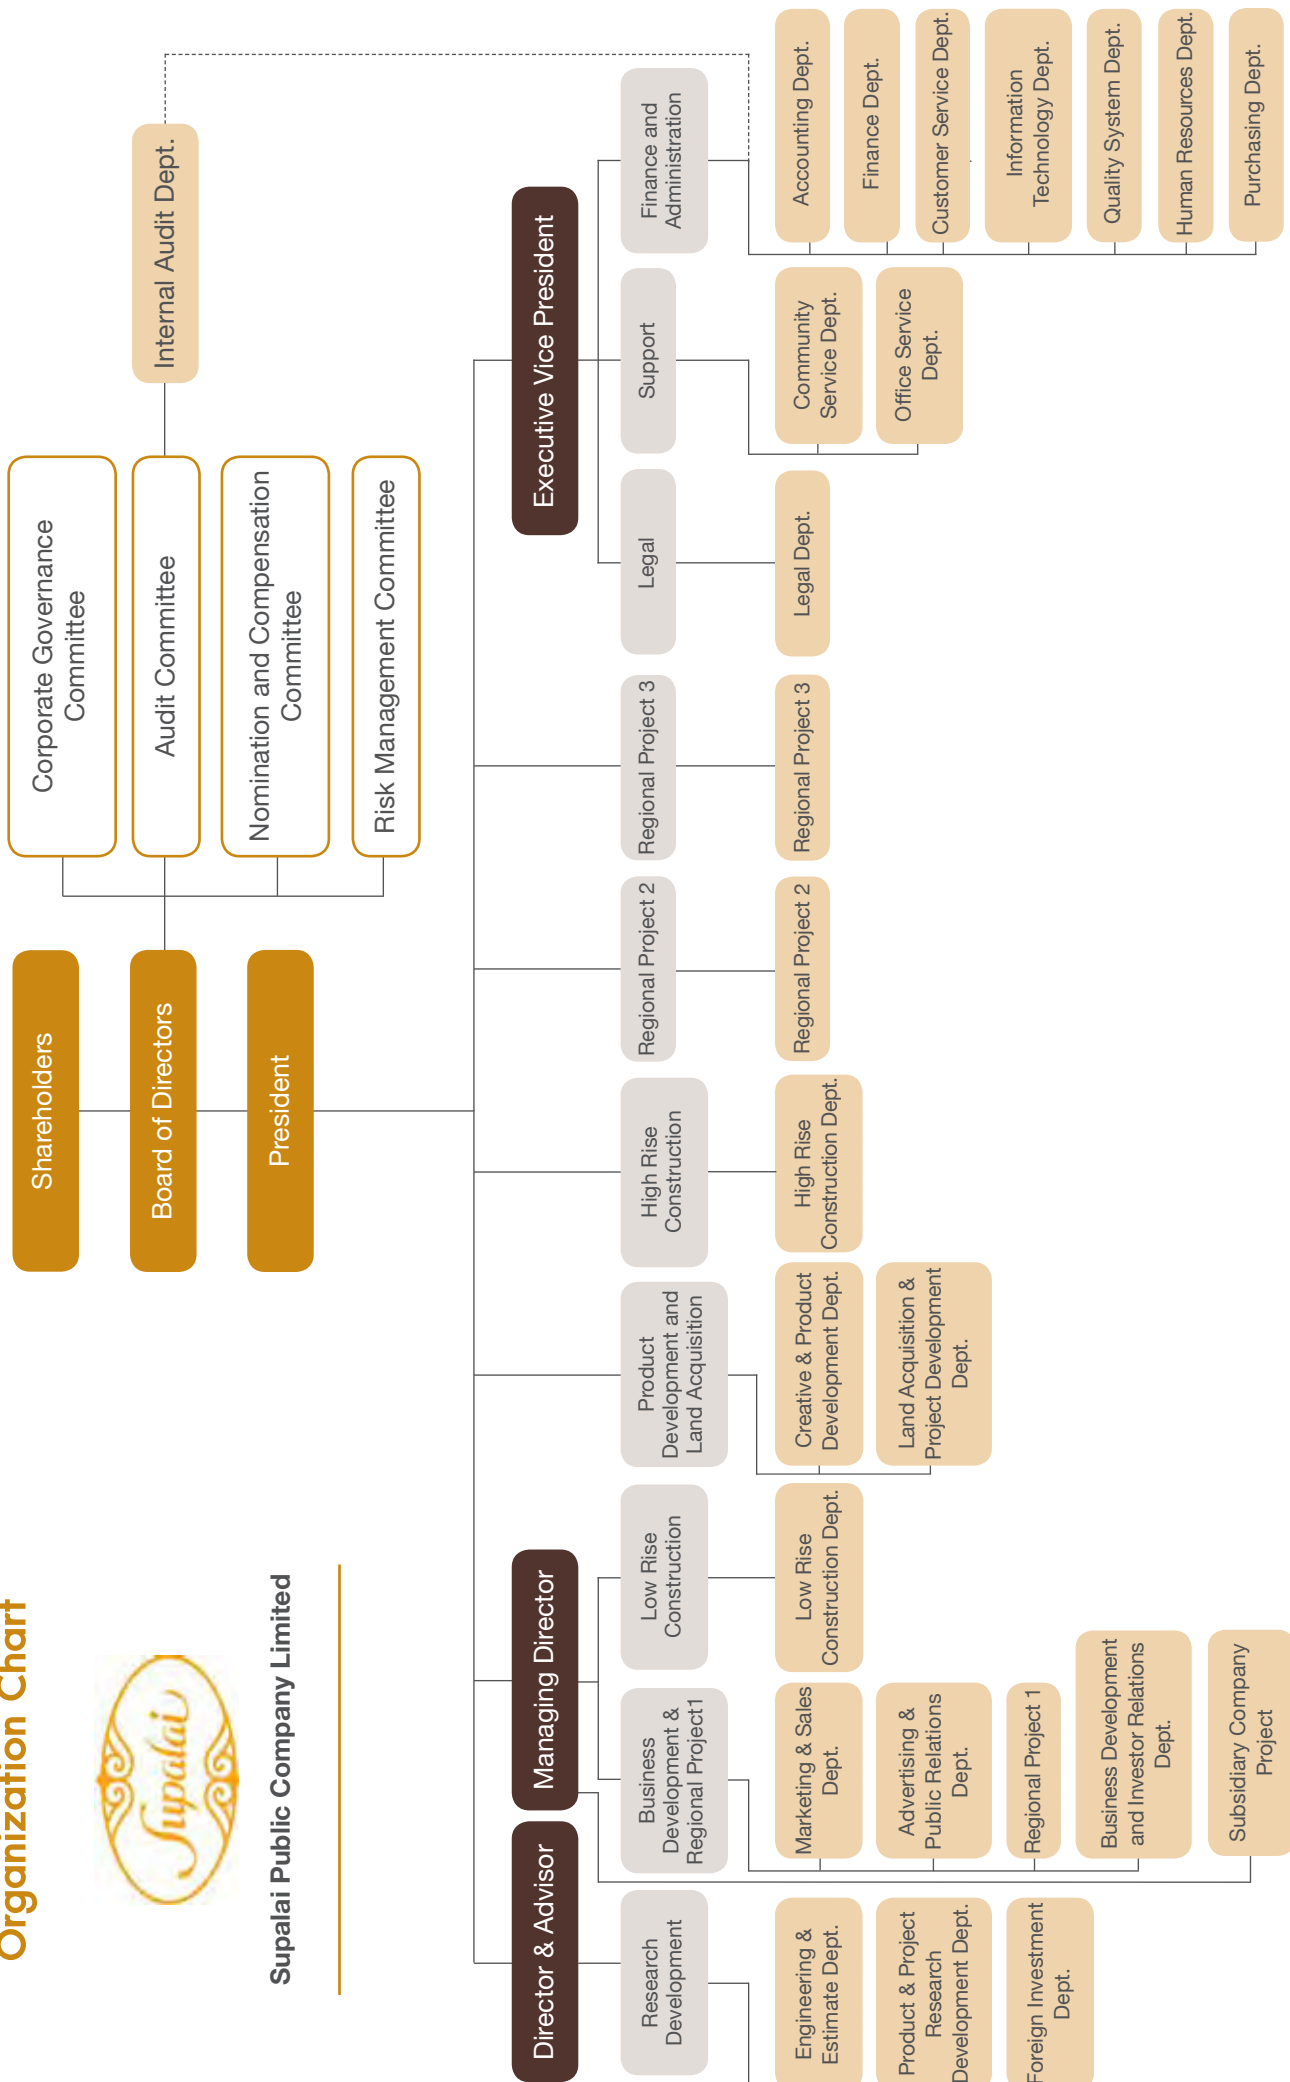 Organization Chart
Supalai
Supalai Public Company Limited
Shareholders
Board of Directors
President
Corporate Governance
Committee
Audit Committee
Nomination and Compensation
Committee
Risk Management Committee
Internal Audit Dept.
Director & Advisor
Managing Director
Executive Vice President
Research
Development
Business
Development &
Regional Project1
Low Rise
Construction
Product
Development and
Land Acquisition
High Rise
Construction
Regional Project 2
Regional Project 3
Legal
Support
Finance and
Administration
Engineering &
Estimate Dept.
Product & Project
Research
Development Dept.
Foreign Investment
Dept.
Marketing & Sales
Dept.
Advertising &
Public Relations
Dept.
Regional Project 1
Business Development
and Investor Relations
Dept.
Subsidiary Company
Project
Low Rise
Construction Dept.
Creative & Product
Development Dept.
Land Acquisition &
Project Development
Dept.
High Rise
Construction Dept.
Regional Project 2
Regional Project 3
Legal Dept.
Community
Service Dept.
Office Service
Dept.
Accounting Dept.
Finance Dept.
Customer Service Dept.
Information
Technology Dept.
Quality System Dept.
Human Resources Dept.
Purchasing Dept.